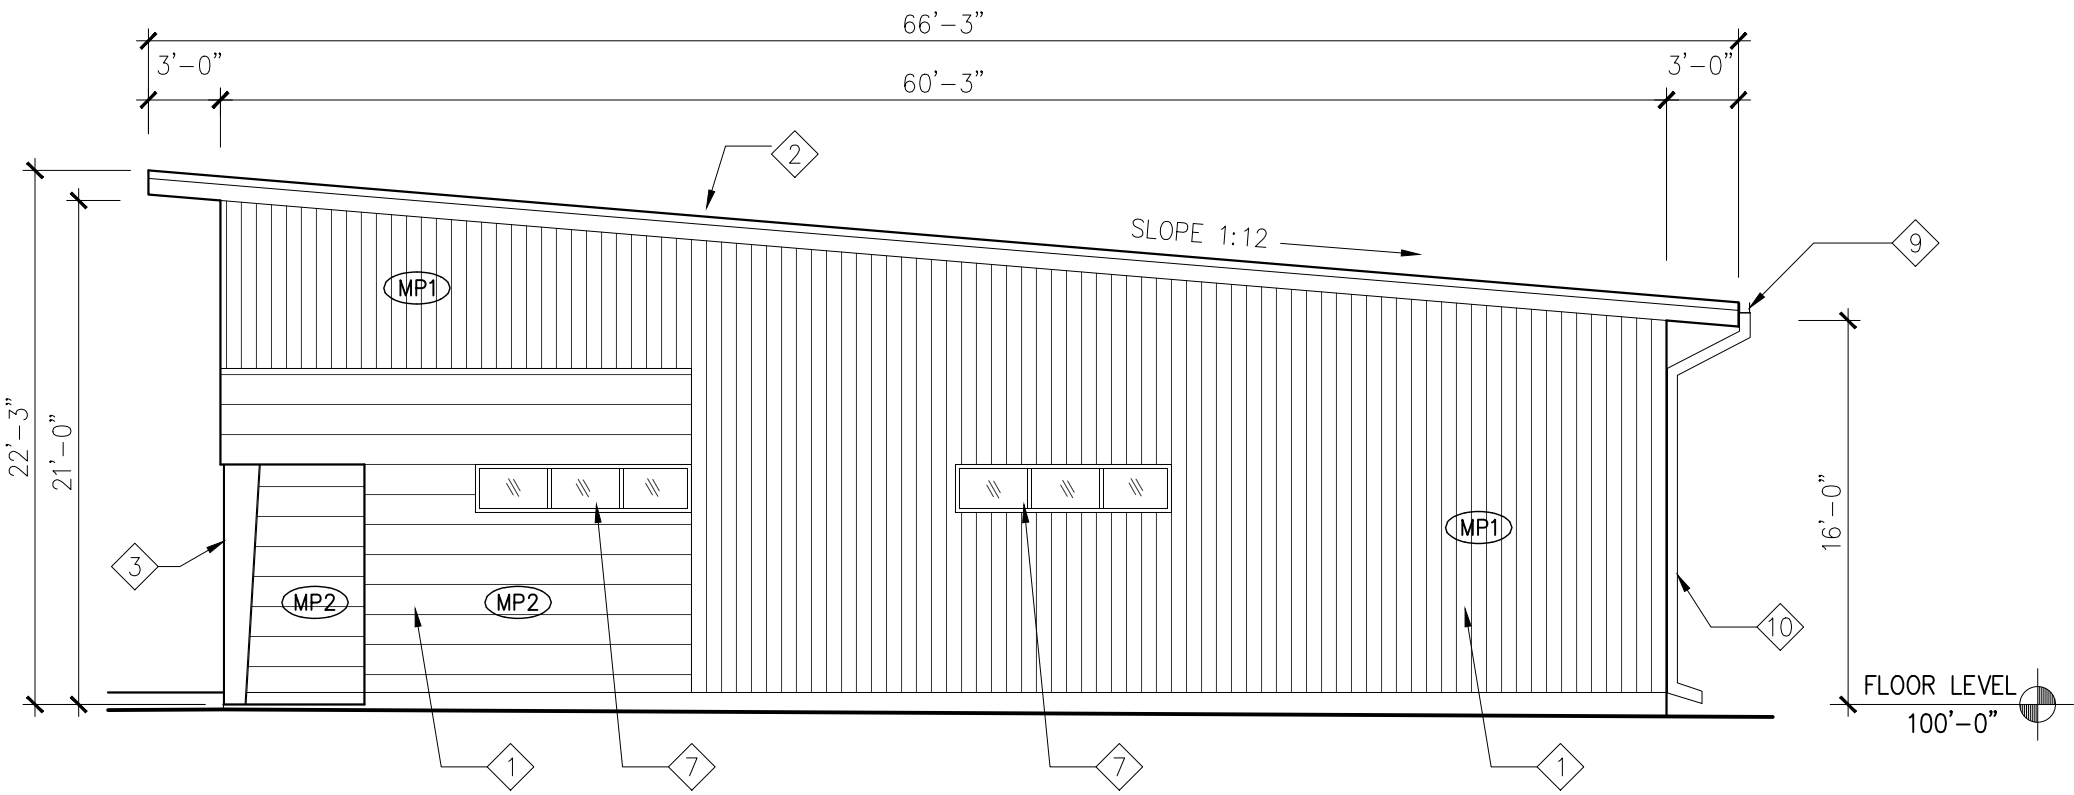 66'-3"
3'-0"
60'-3"
3'-0"
2
SLOPE 1:12
9
MP1
22'-3"
21'-0"
16'-0"
MP1
3
MP2
MP2
10
FLOOR LEVEL
100'-0"
1
7
7
1